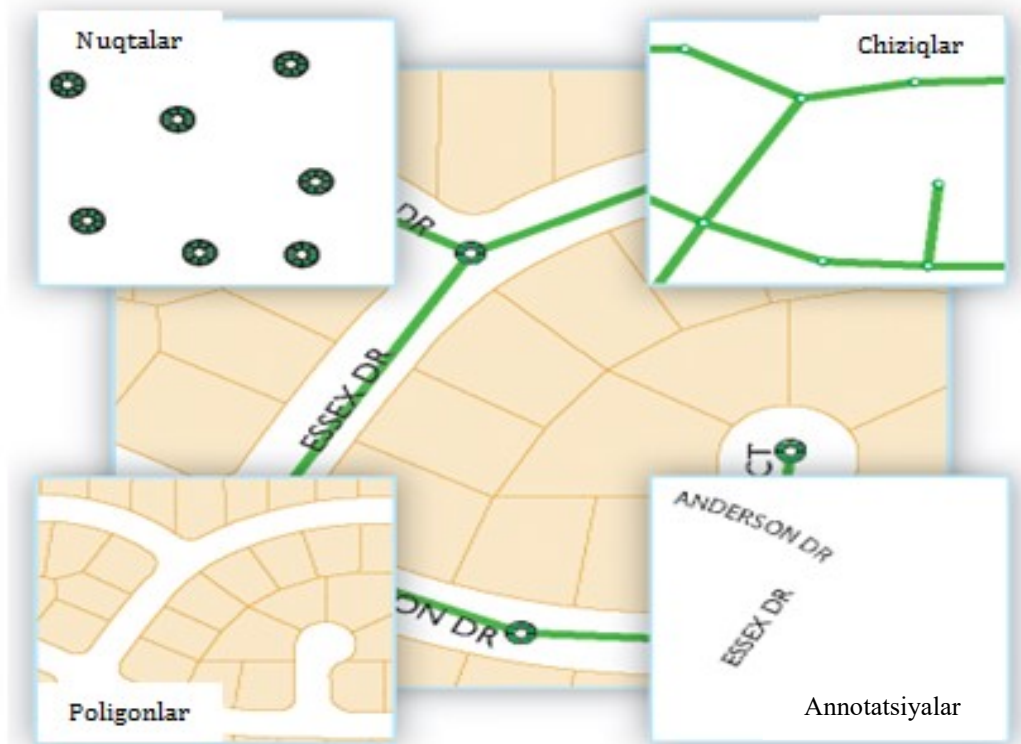 Nuqtalar
Chiziqlar
DR
ESSEX DR
CT
ON DR
Poligonlar
ANDERSON DR
ESSEX DR
Annotatsiyalar